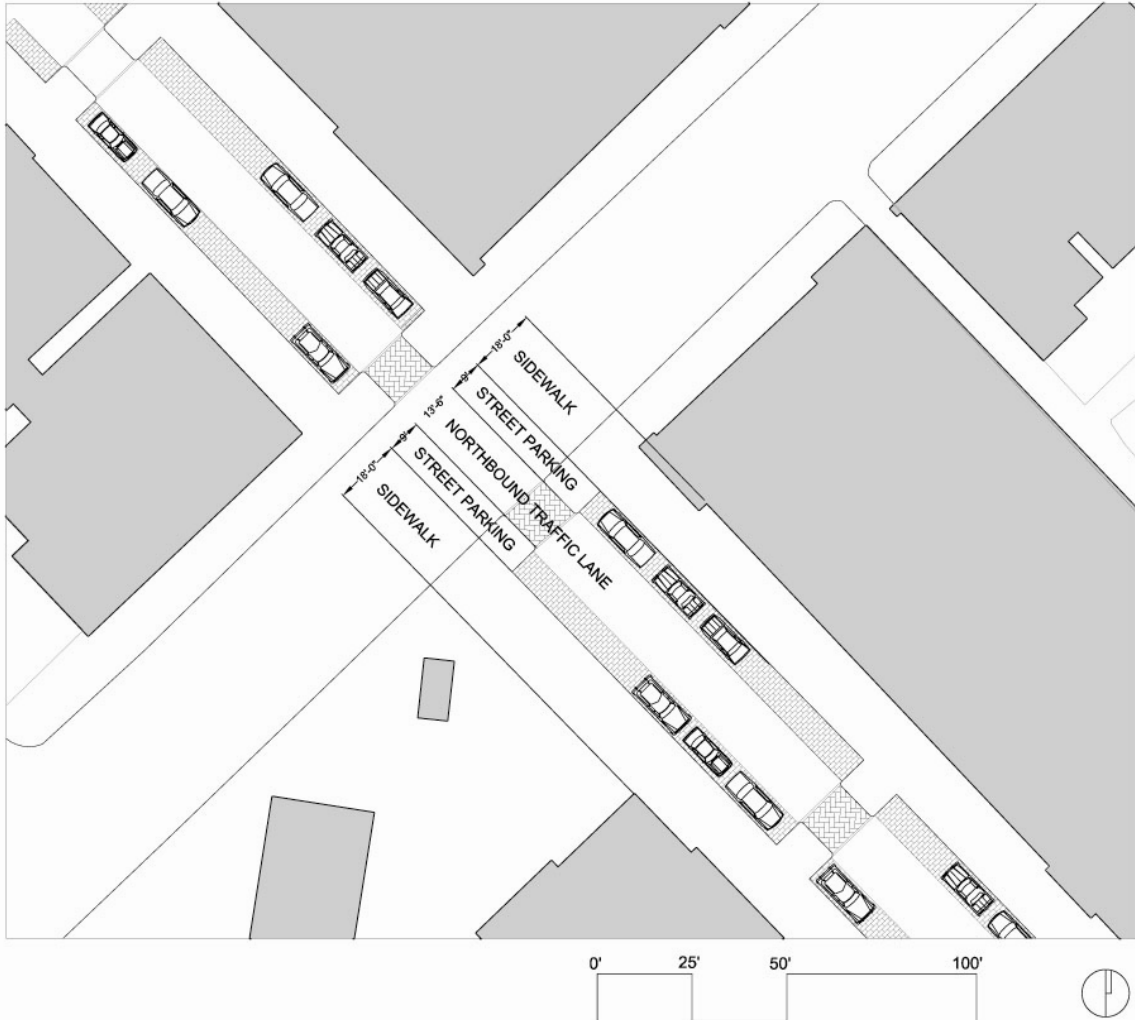 18'-0"
SIDEWALK
9'
STREET PARKING
13'-6"
NORTHBOUND TRAFFIC LANE
9'
STREET PARKING
18'-0"
SIDEWALK
0' 25' 50' 100'